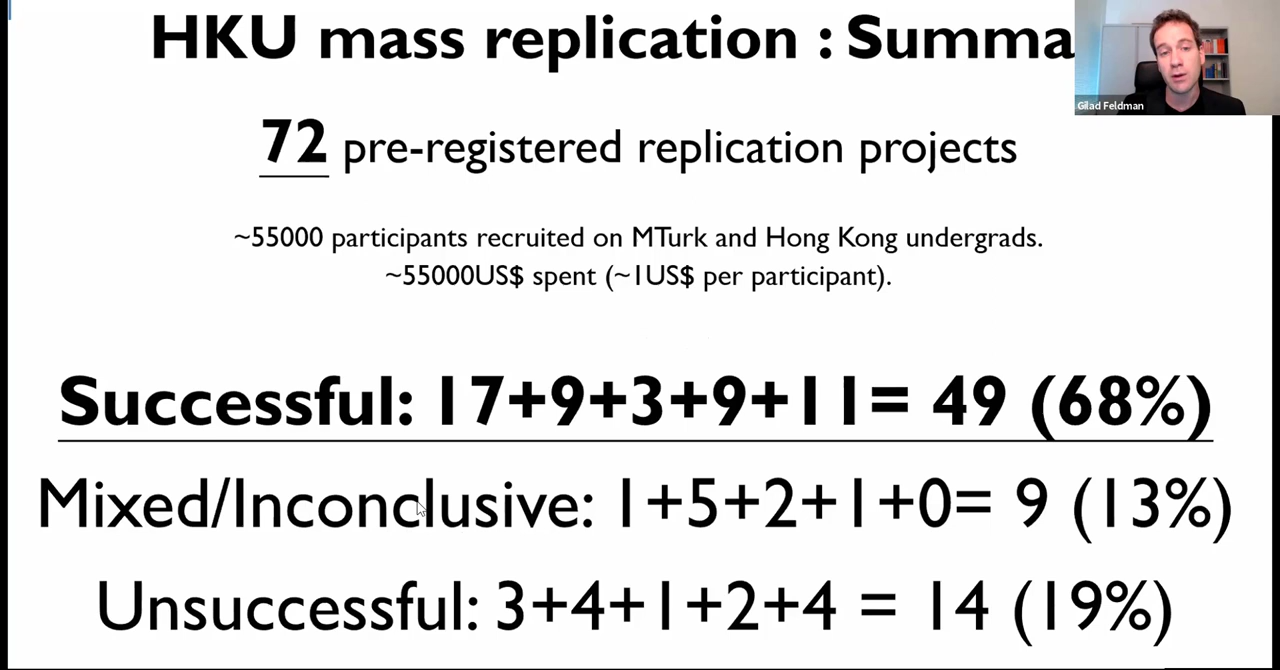 HKU mass replication : Summa
Gilad Feldman
72 pre-registered replication projects
~55000 participants recruited on MTurk and Hong Kong undergrads.
~55000US$ spent (~1US$ per participant).
Successful: 17+9+3+9+11= 49 (68%)
Mixed/Inconclusive: 1+5+2+1+0= 9 (13%)
Unsuccessful: 3+4+1+2+4 = 14 (19%)